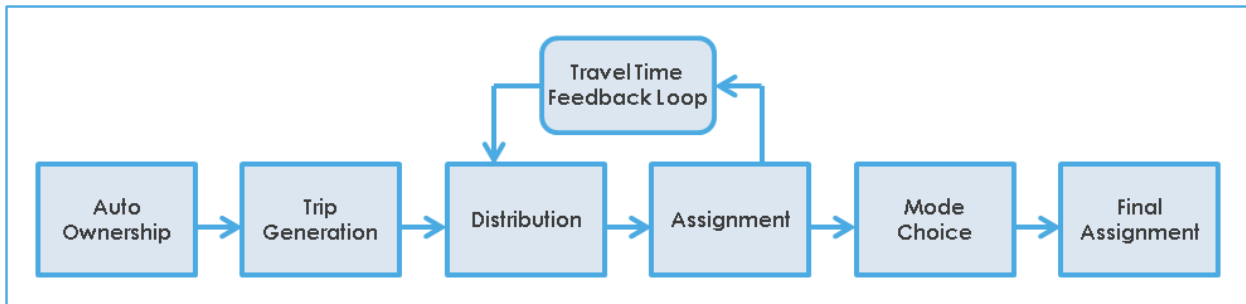 Travel Time
Feedback Loop
Auto
Ownership
Trip
Generation
Distribution
Assignment
Mode
Choice
Final
Assignment